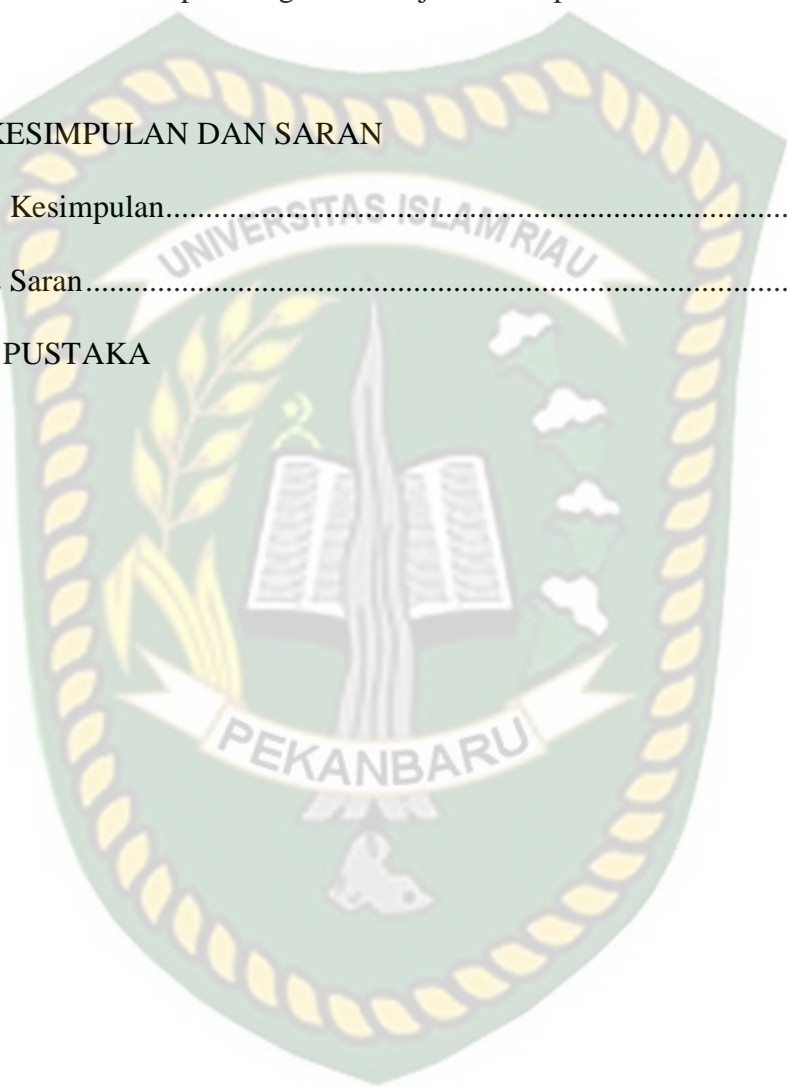 KESIMPULAN DAN SARAN
Kesimpulan........................................................................
Saran..................................................................................
PUSTAKA
UNIVERSITAS ISLAM RIAU
PEKANBARU